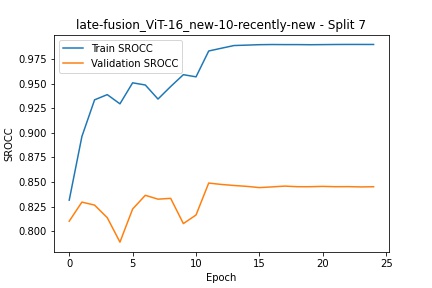 late-fusion_ViT-16_new-10-recently-new - Split 7
Train SROCC
Validation SROCC
0.975
0.950
0.925
0.900
0.875
0.850
0.825
0.800
SROCC
0 5 10 15 20 25
Epoch